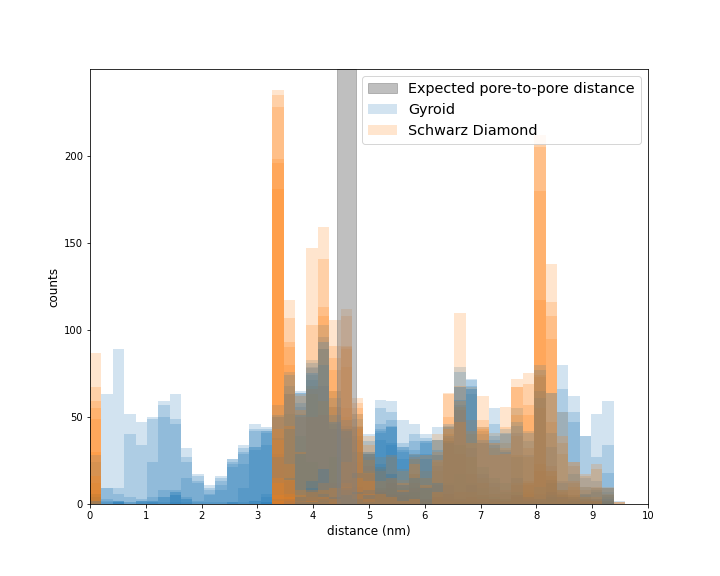 Expected pore-to-pore distance
Gyroid
Schwarz Diamond
200
150
100
50
0
counts
0 1 2 3 4 5 6 7 8 9 10
distance (nm)